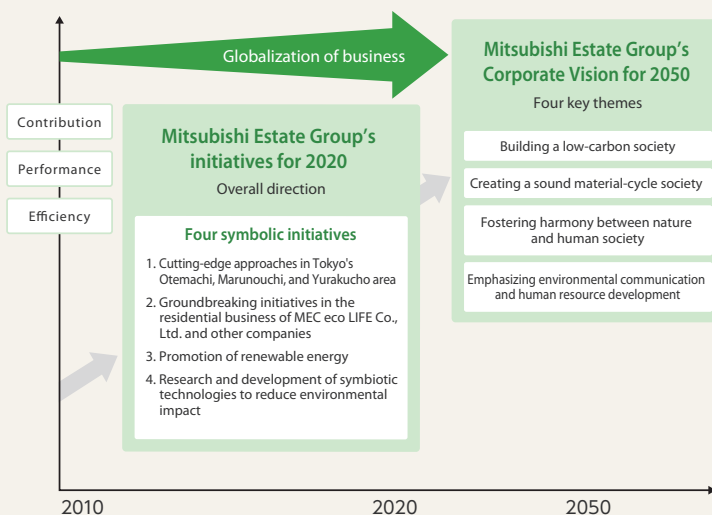 Globalization of business
Contribution
Performance
Efficiency
Mitsubishi Estate Group's
initiatives for 2020
Overall direction
Four symbolic initiatives
1. Cutting-edge approaches in Tokyo's
Otemachi, Marunouchi, and Yurakucho area
2. Groundbreaking initiatives in the
residential business of MEC eco LIFE Co.,
Ltd. and other companies
3. Promotion of renewable energy
4. Research and development of symbiotic
technologies to reduce environmental
impact
Mitsubishi Estate Group's
Corporate Vision for 2050
Four key themes
Building a low-carbon society
Creating a sound material-cycle society
Fostering harmony between nature
and human society
Emphasizing environmental communication
and human resource development
2010
2020
2050